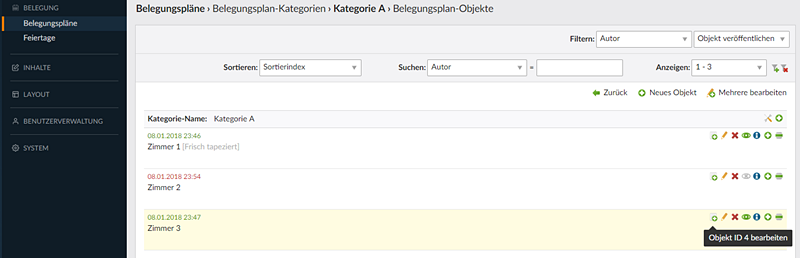 BELEGUNG
Belegungspläne
Feiertage
INHALTE
LAYOUT
BENUTZERVERWALTUNG
SYSTEM
Belegungspläne › Belegungsplan-Kategorien › Kategorie A › Belegungsplan-Objekte
Filtern: Autor Objekt veröffentlichen
Sortieren: Sortierindex Suchen: Autor = Anzeigen: 1 - 3
Zurück Neues Objekt Mehrere bearbeiten
Kategorie-Name: Kategorie A
08.01.2018 23:46
Zimmer 1 [Frisch tapeziert]
08.01.2018 23:54
Zimmer 2
08.01.2018 23:47
Zimmer 3
Objekt ID 4 bearbeiten